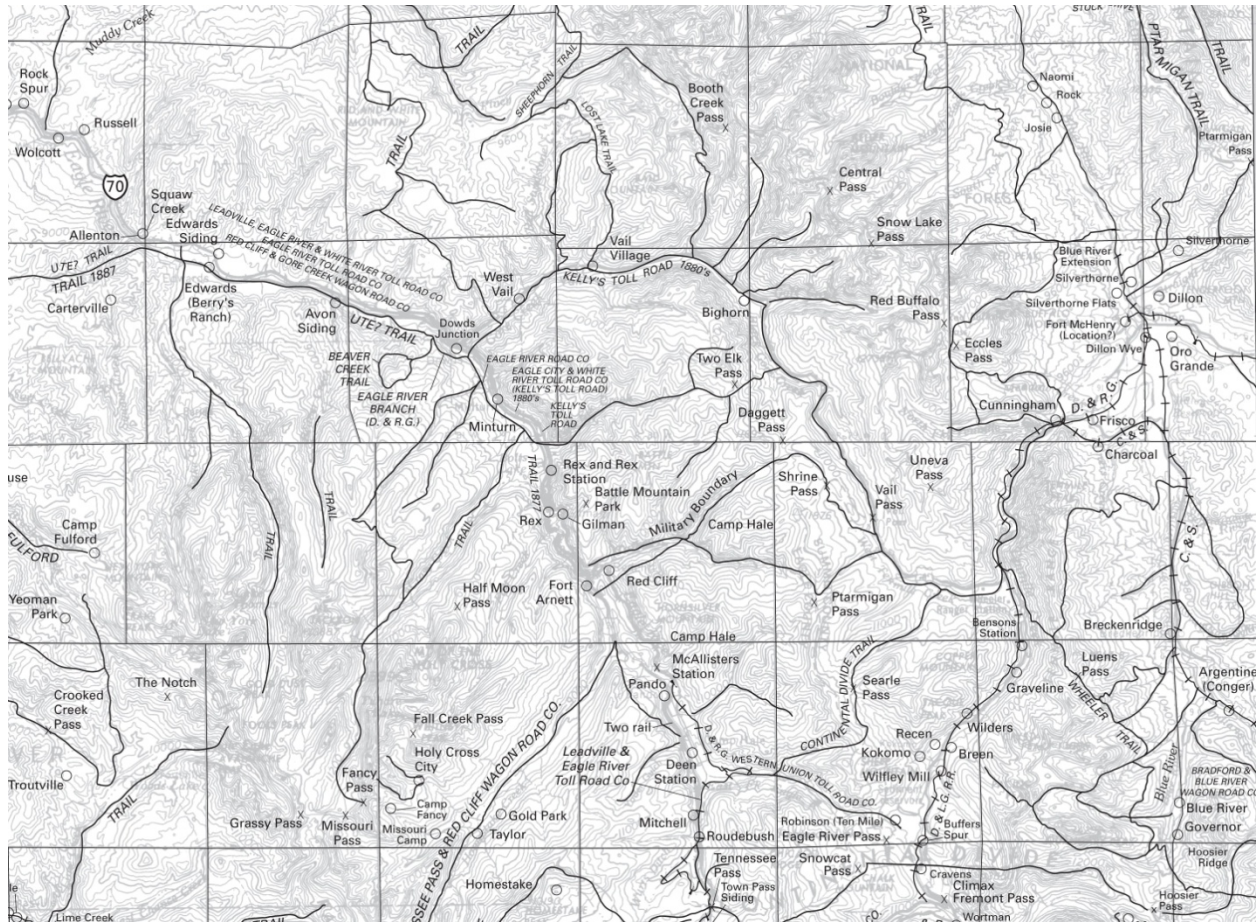 Muddy Creek
TRAIL
SHEEPHORN TRAIL
TRAIL
PTARMIGAN TRAIL
TRAIL
Rock
Spur
Russell
Wolcott
70
LOST LAKE TRAIL
TRAIL
Booth
Creek
Pass
NATIONAL
Naomi
Rock
Josie
Ptarmigan
Pass
Central
Pass
FOREST
Squaw
Creek
Allenton
Edwards
Siding
LEADVILLE, EAGLE RIVER & WHITE RIVER TOLL ROAD CO
EAGLE RIVER TOLL ROAD CO
RED CLIFF & GORE CREEK WAGON ROAD CO
Snow Lake
Pass
UTE? TRAIL
TRAIL 1887
Vail
Village
KELLY'S TOLL ROAD 1880's
Blue River
Extension
Silverthorne
Silverthorne
Silverthorne Flats
Dillon
Carterville
Edwards
(Berry's
Ranch)
Avon
Siding
West
Vail
Bighorn
Red Buffalo
Pass
Fort McHenry
(Location?)
Dillon Wye
Oro
Grande
UTE? TRAIL
Dowds
Junction
BEAVER
CREEK
TRAIL
EAGLE RIVER
BRANCH
(D. & R.G.)
EAGLE RIVER ROAD CO
EAGLE CITY & WHITE
RIVER TOLL ROAD CO
(KELLY'S TOLL ROAD)
1880's
KELLY'S
TOLL
ROAD
Minturn
Two Elk
Pass
Eccles
Pass
Daggett
Pass
Cunningham
D. & R.G.
Frisco
C. & S.
Charcoal
TRAIL 1877
Rex and Rex
Station
Battle Mountain
Park
Rex
Gilman
Military Boundary
Camp Hale
Shrine
Pass
Vail
Pass
Uneva
Pass
Camp
Fulford
FULFORD
TRAIL
TRAIL
TRAIL
C. & S.
Yeoman
Park
Half Moon
Pass
Fort
Arnett
Red Cliff
Ptarmigan
Pass
Bensons
Station
Breckenridge
The Notch
Crooked
Creek
Pass
Camp Hale
McAllisters
Station
Pando
CONTINENTAL DIVIDE TRAIL
Searle
Pass
Graveline
Luens
Pass
WHEELER
TRAIL
Argentine
(Conger)
Fall Creek Pass
Holy Cross
City
TENNESSEE PASS & RED CLIFF WAGON ROAD CO.
Two rail
Leadville &
Eagle River
Toll Road Co
Deen
Station
D. & R.G. WESTERN UNION TOLL ROAD CO.
Wilders
Recen
Kokomo
Breen
Wilfley Mill
D. & L.G. RR.
Blue River
BRADFORD &
BLUE RIVER
WAGON ROAD CO
Troutville
TRAIL
Fancy
Pass
Grassy Pass
Missouri
Pass
Camp
Fancy
Missouri
Camp
Gold Park
Taylor
Mitchell
Roudebush
Robinson (Ten Mile)
Eagle River Pass
Buffers
Spur
Blue River
Governor
Hoosier
Ridge
Homestake
Tennessee
Pass
Town Pass
Siding
Snowcat
Pass
Cravens
Climax
Fremont Pass
Wortman
Hoosier
Pass
Lime Creek
TRAIL